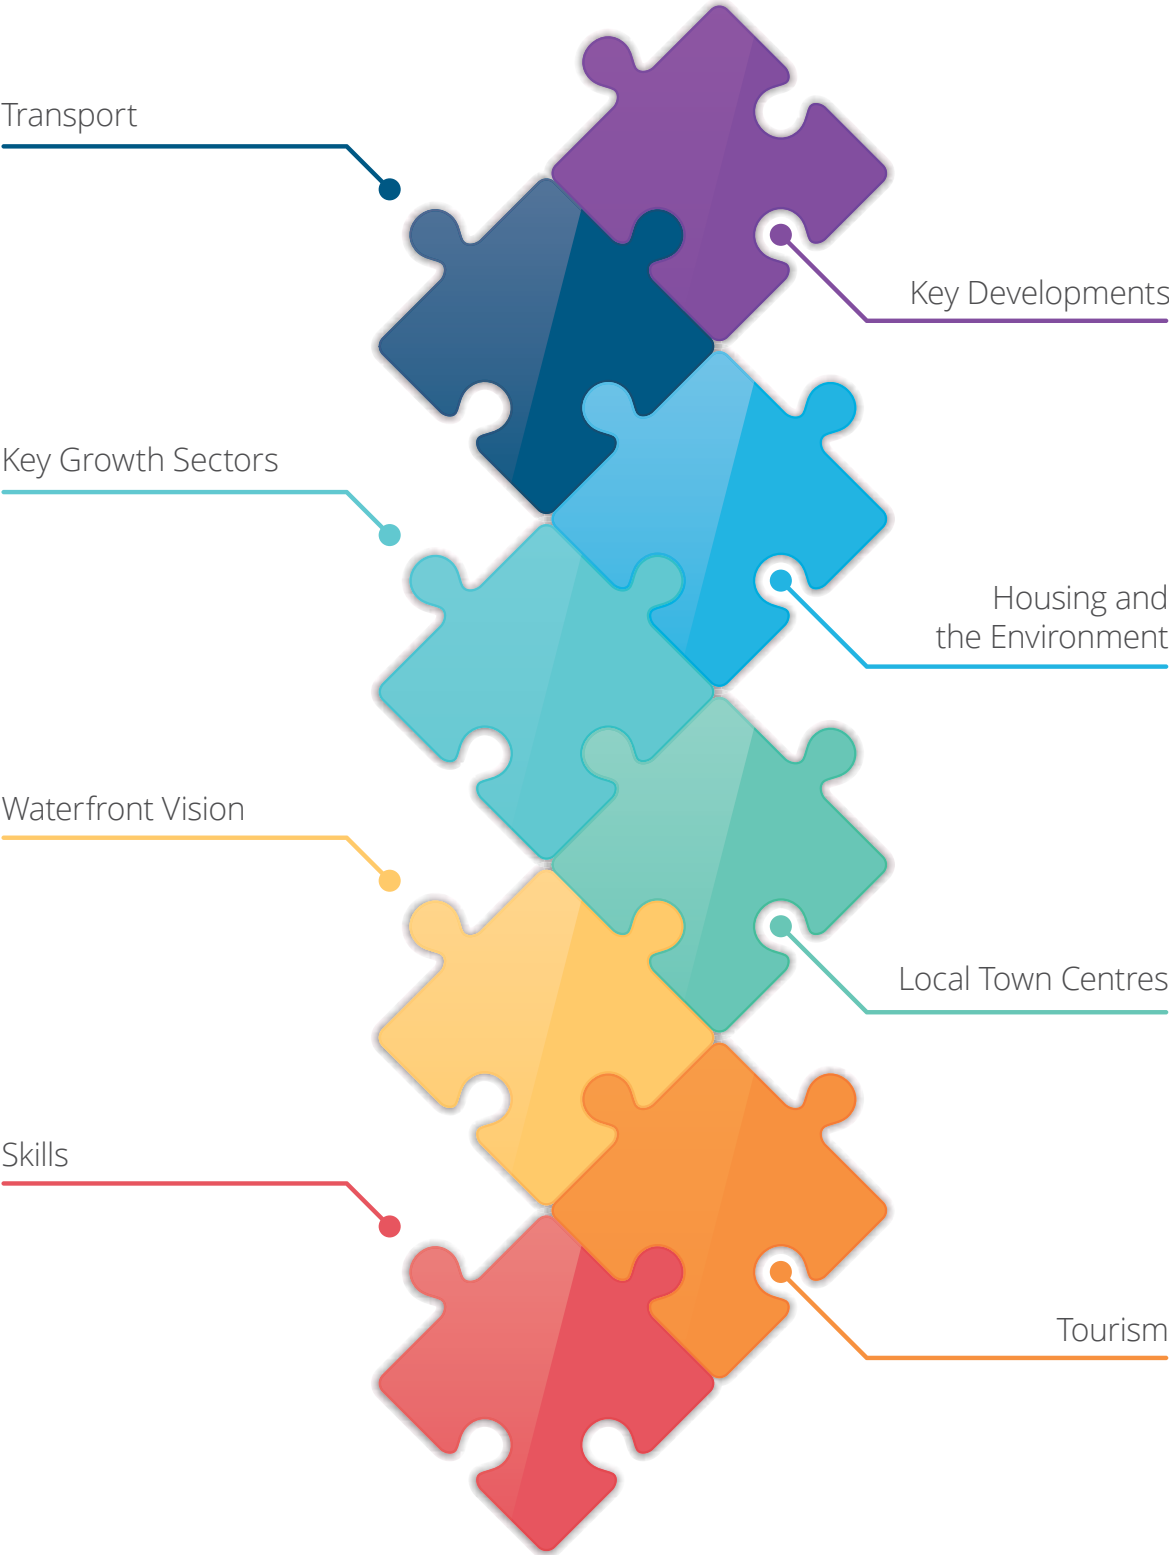 Transport
Key Developments
Key Growth Sectors
Housing and
the Environment
Waterfront Vision
Local Town Centres
Skills
Tourism